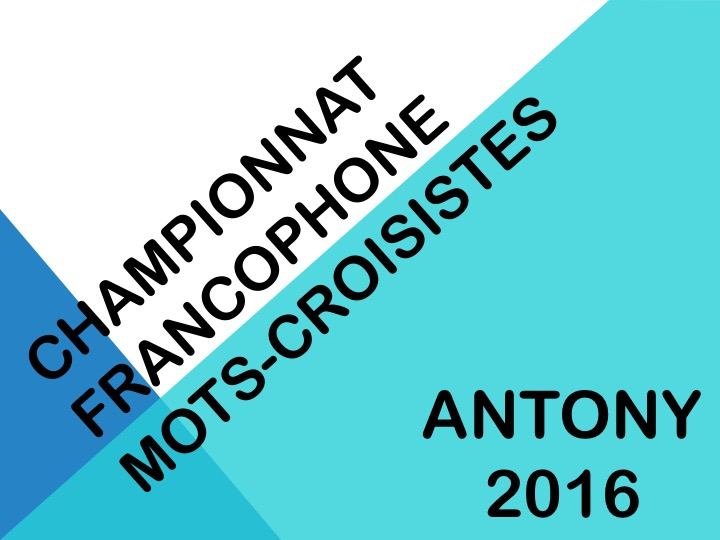 CHAMPIONNAT
FRANCOPHONE
MOTS-CROISISTES
ANTONY
2016